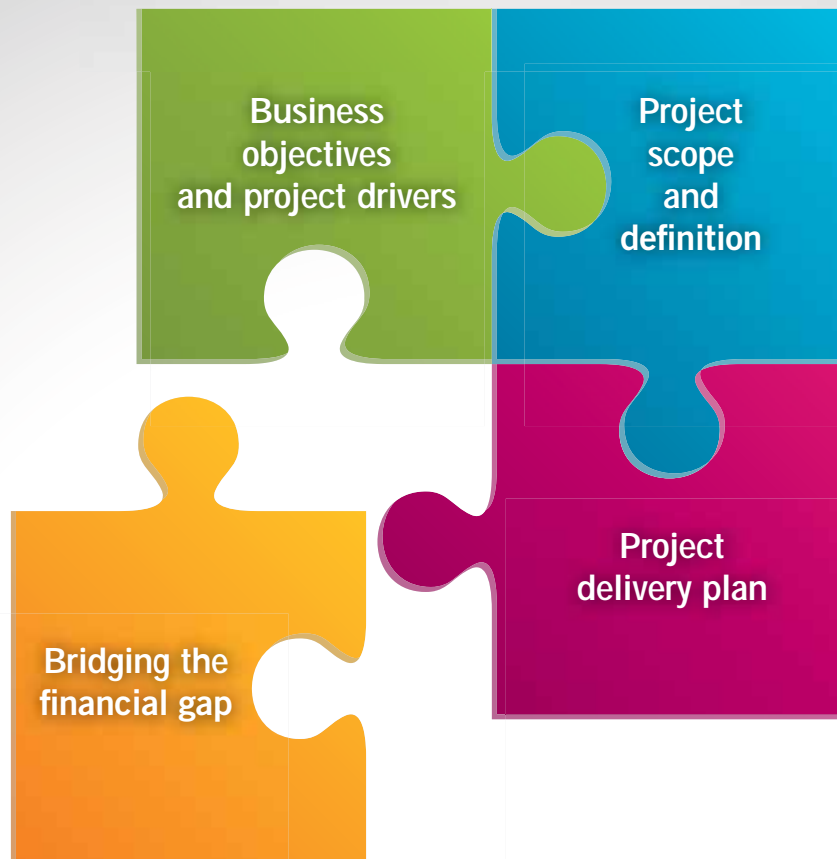 Business
objectives
and project drivers
Project
scope
and
definition
Project
delivery plan
Bridging the
financial gap